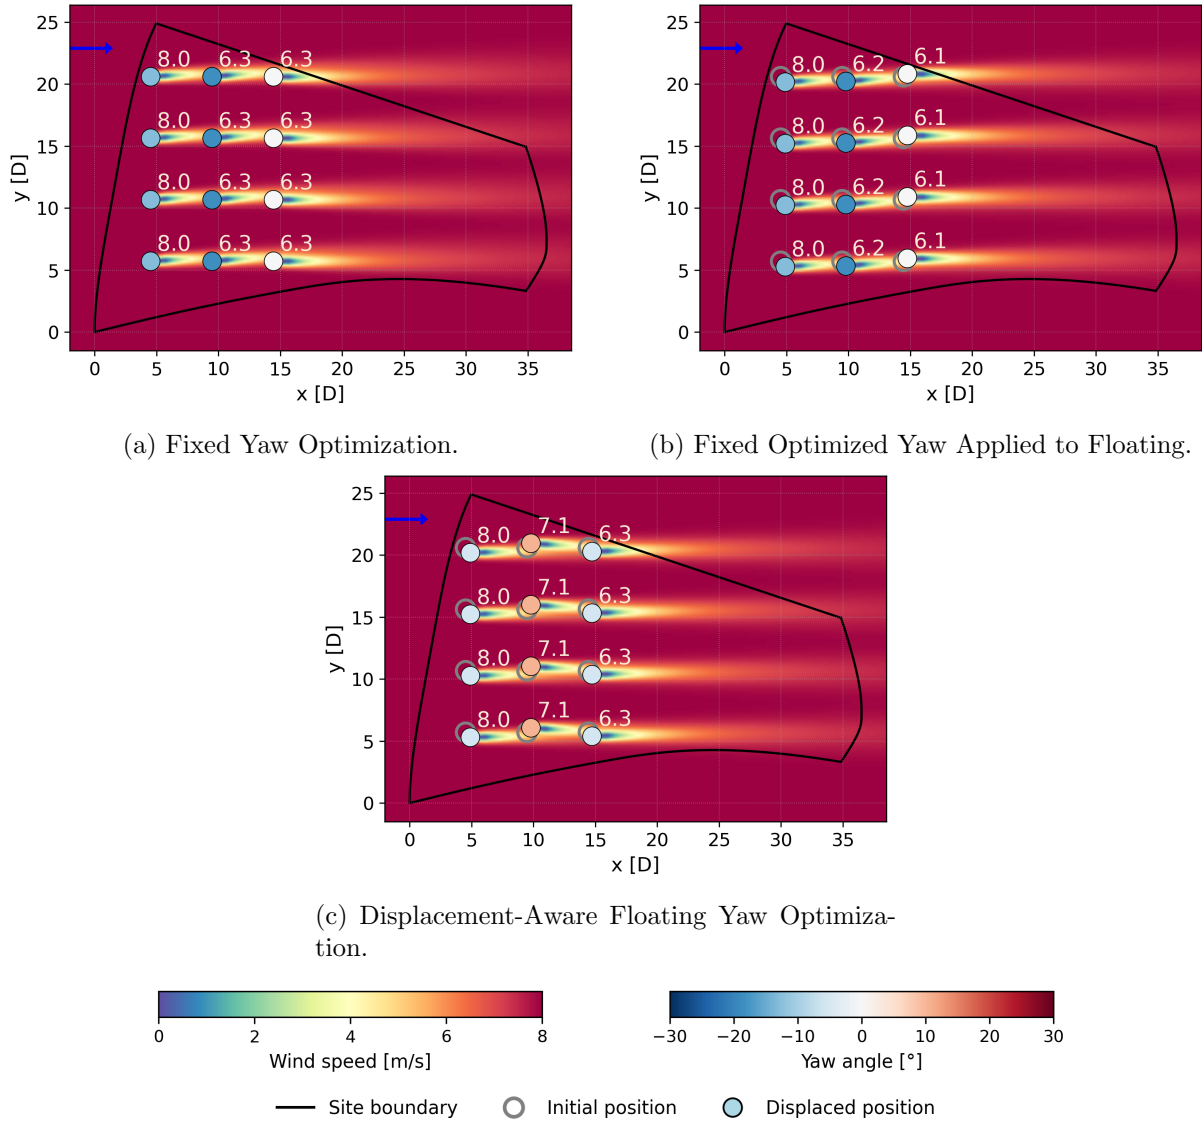 25
20
15
10
5
0
y [D]
8.0 6.3 6.3
8.0 6.3 6.3
8.0 6.3 6.3
8.0 6.3 6.3
0 5 10 15 20 25 30 35
x [D]
(a) Fixed Yaw Optimization.
25
20
15
10
5
0
y [D]
8.0 6.2 6.1
8.0 6.2 6.1
8.0 6.2 6.1
8.0 6.2 6.1
0 5 10 15 20 25 30 35
x [D]
(b) Fixed Optimized Yaw Applied to Floating.
25
20
15
10
5
0
y [D]
8.0 7.1 6.3
8.0 7.1 6.3
8.0 7.1 6.3
8.0 7.1 6.3
0 5 10 15 20 25 30 35
x [D]
(c) Displacement-Aware Floating Yaw Optimiza-
tion.
0 2 4 6 8
Wind speed [m/s]
−30 −20 −10 0 10 20 30
Yaw angle [°]
Site boundary Initial position Displaced position